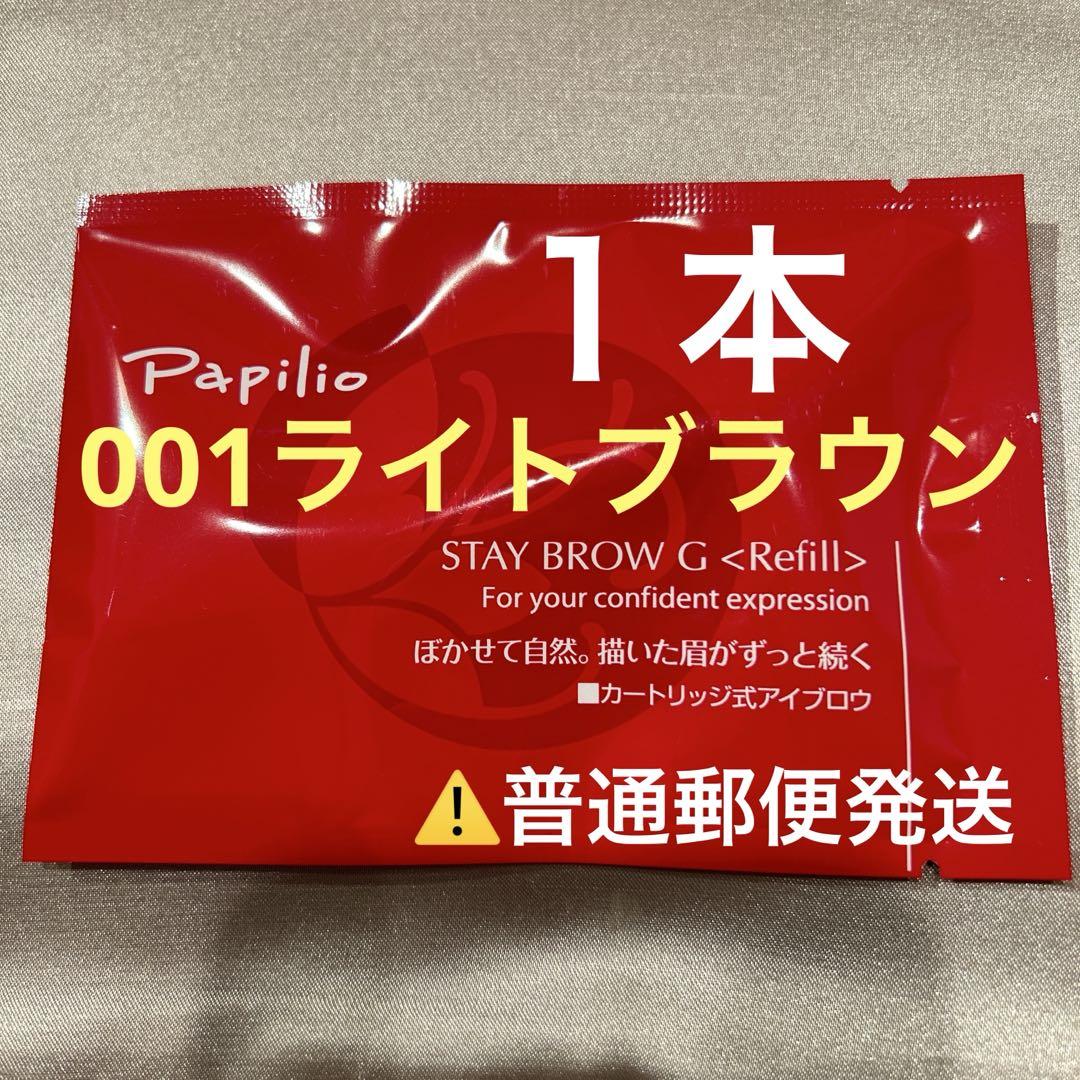 １本
Papilio
001ライトブラウン
STAY BROW G <Refill>
For your confident expression
ぼかせて自然。描いた眉がずっと続く
■カートリッジ式アイブロウ
⚠️普通郵便発送